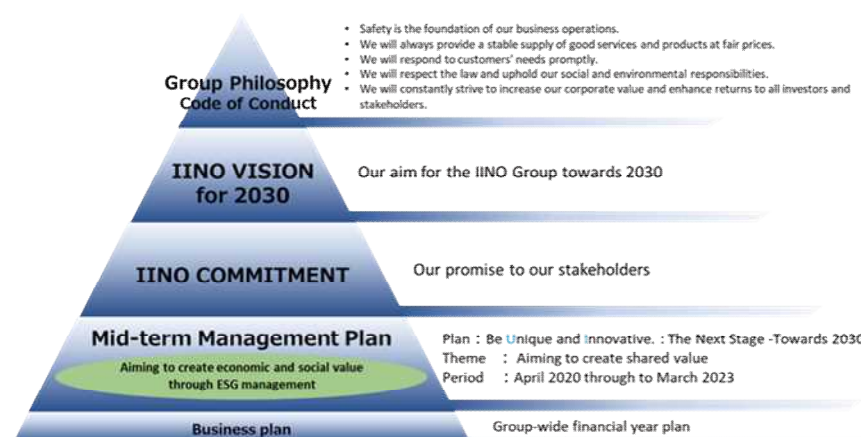 • Safety is the foundation of our business operations.
• We will always provide a stable supply of good services and products at fair prices.
• We will respond to customers' needs promptly.
• We will respect the law and uphold our social and environmental responsibilities.
• We will constantly strive to increase our corporate value and enhance returns to all investors and
stakeholders.
Group Philosophy
Code of Conduct
IINO VISION
for 2030
Our aim for the IINO Group towards 2030
IINO COMMITMENT
Our promise to our stakeholders
Mid-term Management Plan
Aiming to create economic and social value
through ESG management
Plan : Be Unique and Innovative. : The Next Stage -Towards 2030
Theme : Aiming to create shared value
Period : April 2020 through to March 2023
Business plan
Group-wide financial year plan